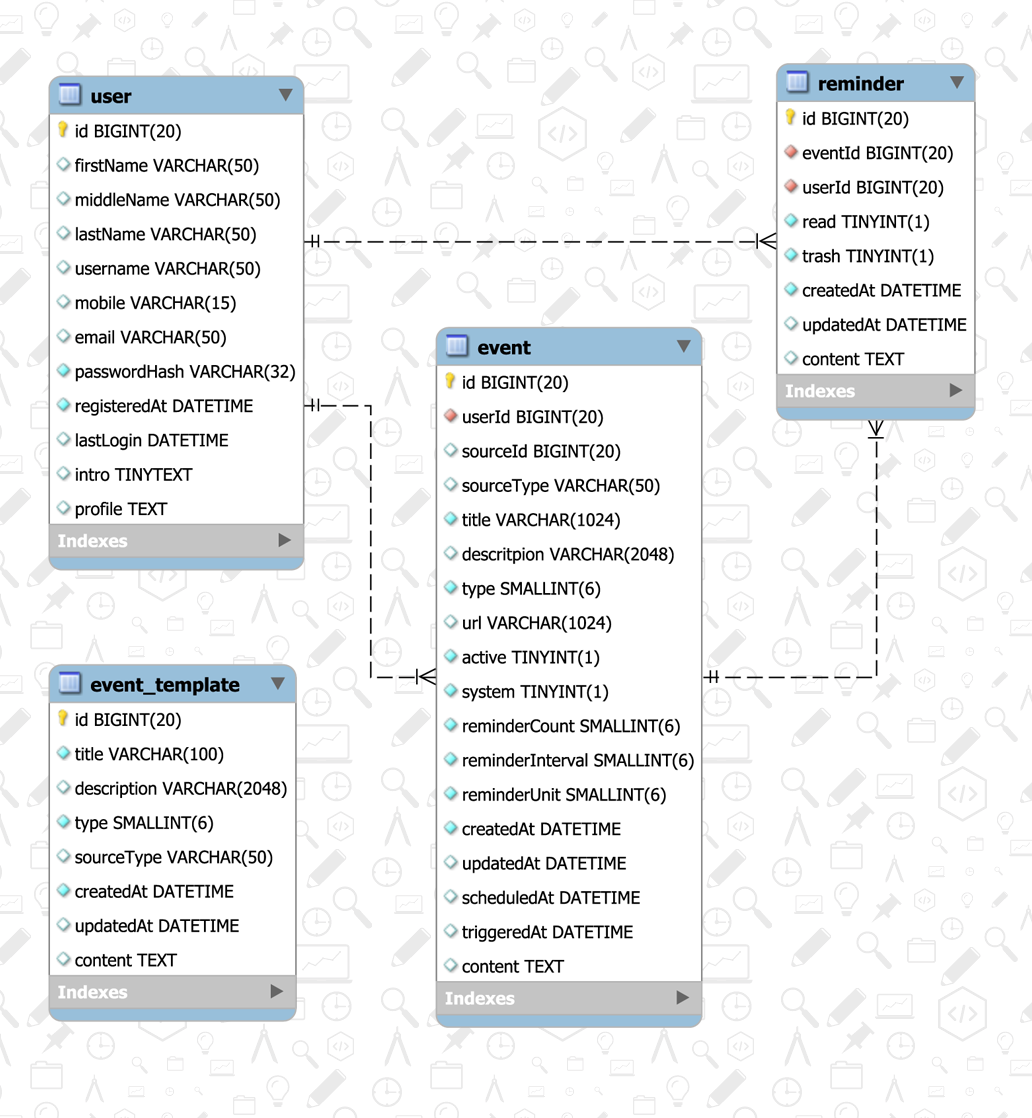 user
id BIGINT(20)
firstName VARCHAR(50)
middleName VARCHAR(50)
lastName VARCHAR(50)
username VARCHAR(50)
mobile VARCHAR(15)
email VARCHAR(50)
passwordHash VARCHAR(32)
registeredAt DATETIME
lastLogin DATETIME
intro TINYTEXT
profile TEXT
Indexes
reminder
id BIGINT(20)
eventId BIGINT(20)
userId BIGINT(20)
read TINYINT(1)
trash TINYINT(1)
createdAt DATETIME
updatedAt DATETIME
content TEXT
Indexes
event
id BIGINT(20)
userId BIGINT(20)
sourceId BIGINT(20)
sourceType VARCHAR(50)
title VARCHAR(1024)
descritpion VARCHAR(2048)
type SMALLINT(6)
url VARCHAR(1024)
active TINYINT(1)
system TINYINT(1)
reminderCount SMALLINT(6)
reminderInterval SMALLINT(6)
reminderUnit SMALLINT(6)
createdAt DATETIME
updatedAt DATETIME
scheduledAt DATETIME
triggeredAt DATETIME
content TEXT
Indexes
event_template
id BIGINT(20)
title VARCHAR(100)
description VARCHAR(2048)
type SMALLINT(6)
sourceType VARCHAR(50)
createdAt DATETIME
updatedAt DATETIME
content TEXT
Indexes